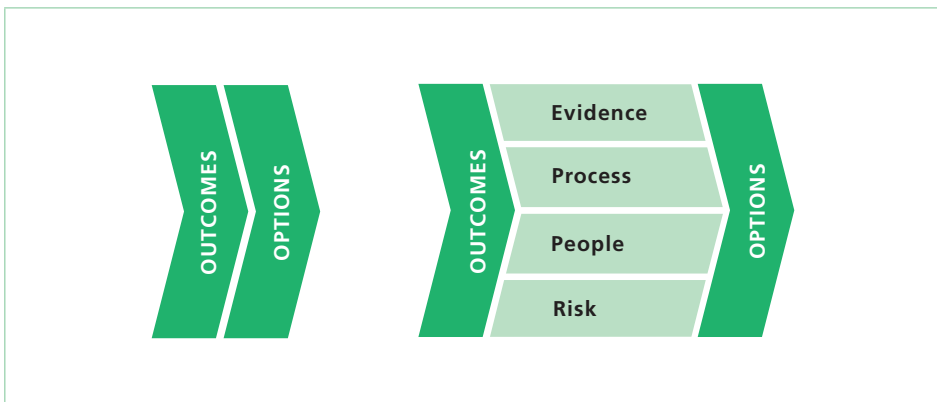 OUTCOMES
OPTIONS
OUTCOMES
Evidence
Process
People
Risk
OPTIONS